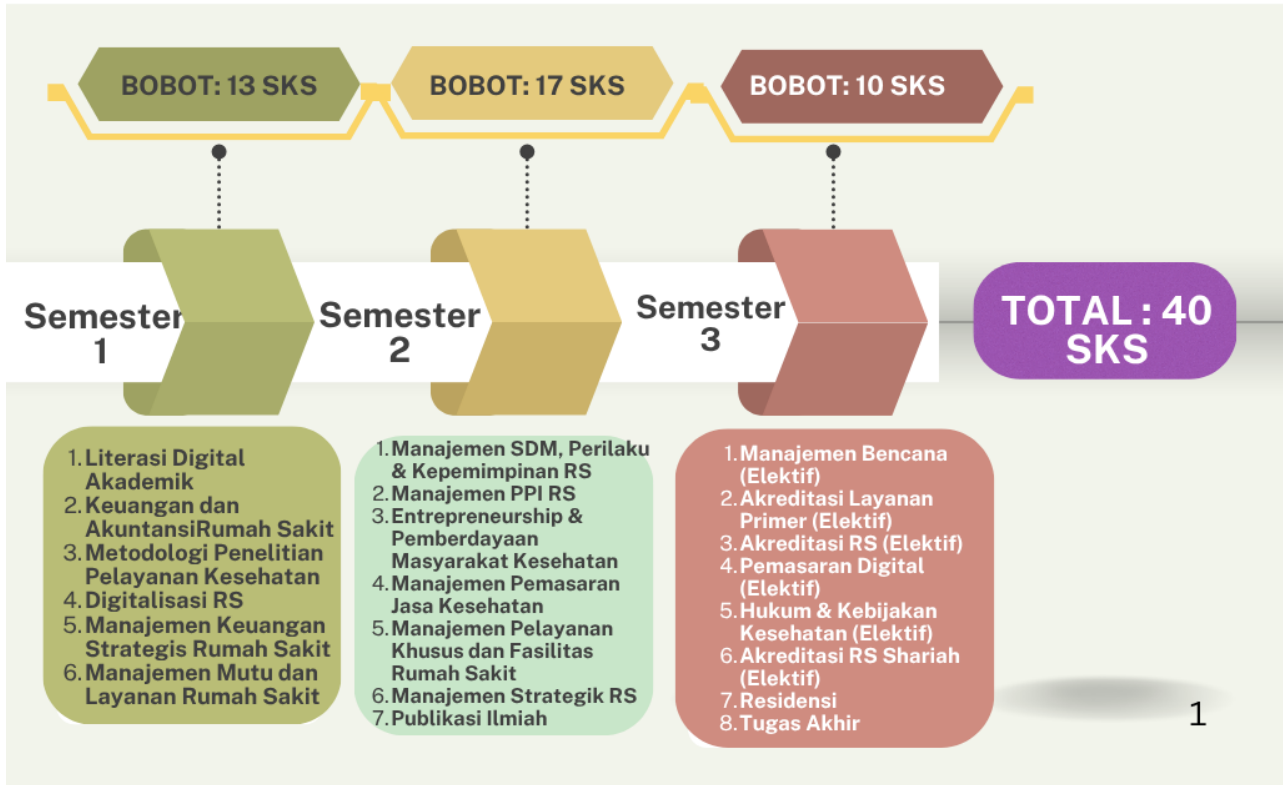 BOBOT: 13 SKS
BOBOT: 17 SKS
BOBOT: 10 SKS
Semester
1
Semester
2
Semester
3
TOTAL : 40
SKS
1. Literasi Digital
Akademik
2. Keuangan dan
AkuntansiRumah Sakit
3. Metodologi Penelitian
Pelayanan Kesehatan
4. Digitalisasi RS
5. Manajemen Keuangan
Strategis Rumah Sakit
6. Manajemen Mutu dan
Layanan Rumah Sakit
1. Manajemen SDM, Perilaku
& Kepemimpinan RS
2. Manajemen PPI RS
3. Entrepreneurship &
Pemberdayaan
Masyarakat Kesehatan
4. Manajemen Pemasaran
Jasa Kesehatan
5. Manajemen Pelayanan
Khusus dan Fasilitas
Rumah Sakit
6. Manajemen Strategik RS
7. Publikasi Ilmiah
1. Manajemen Bencana
(Elektif)
2. Akreditasi Layanan
Primer (Elektif)
3. Akreditasi RS (Elektif)
4. Pemasaran Digital
(Elektif)
5. Hukum & Kebijakan
Kesehatan (Elektif)
6. Akreditasi RS Shariah
(Elektif)
7. Residensi
8. Tugas Akhir
1